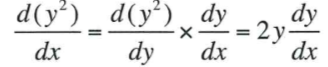 d(y²)/dx = d(y²)/dy × dy/dx = 2y dy/dx